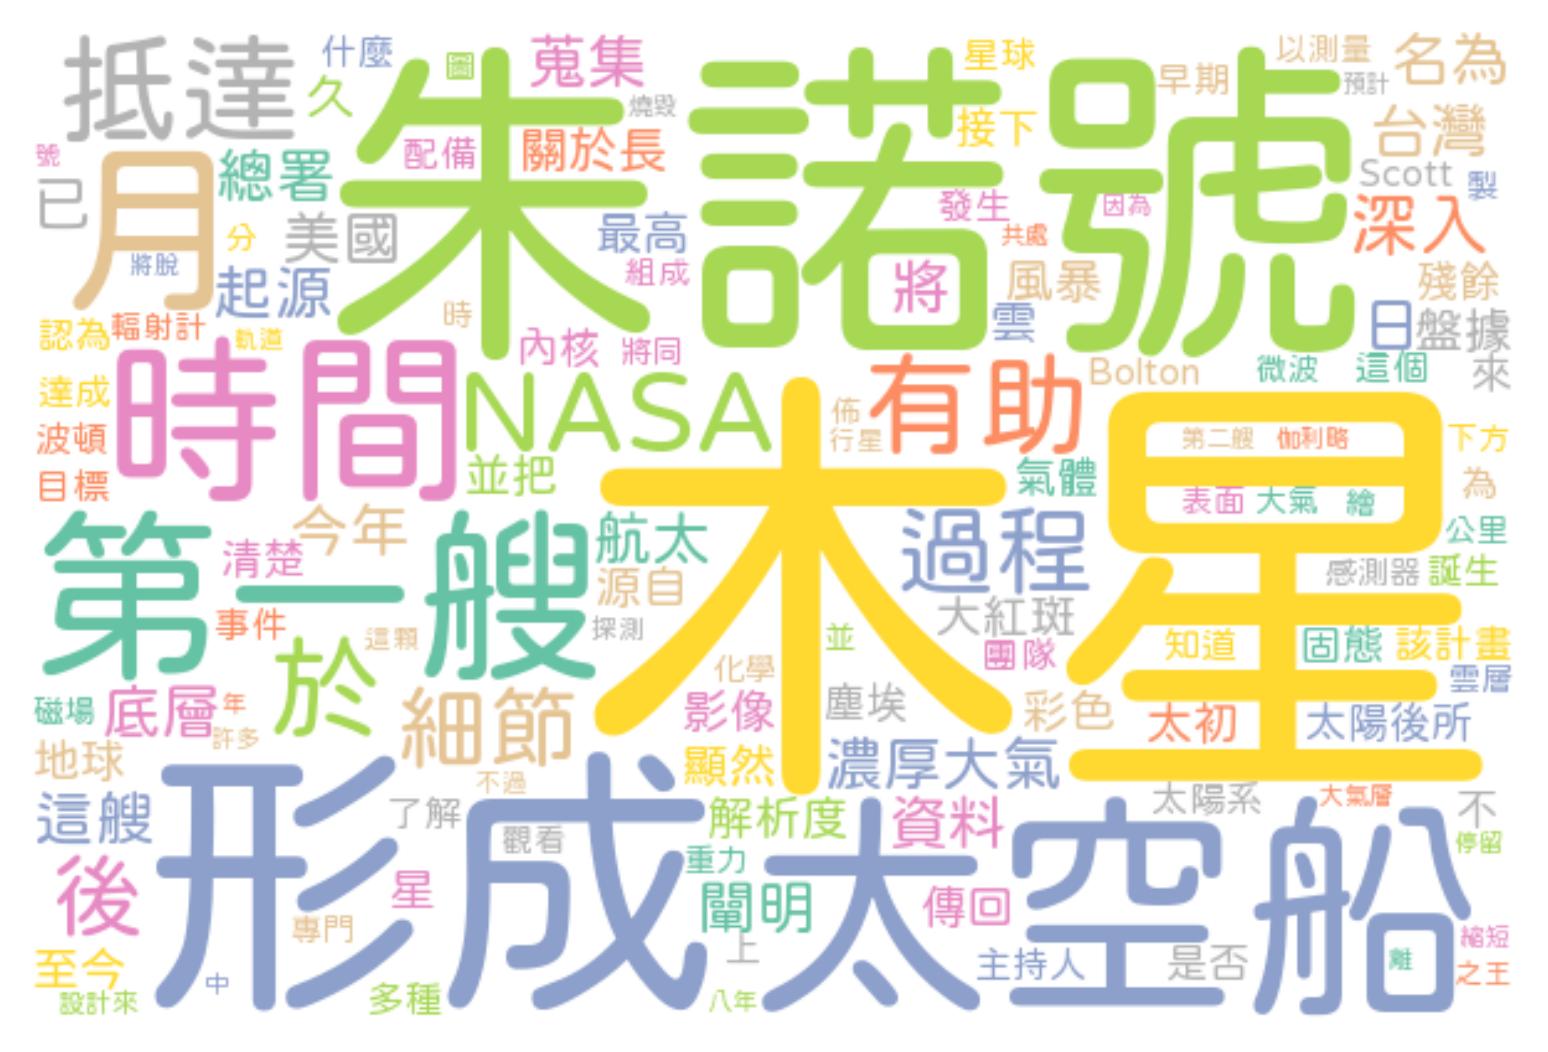 抵達
什麼
久
圖
蒐集
燒毀
朱諾號
星球
接下
早期
以測量
預計
名為
台灣
號
已
月
總署
配備
關於長
Scott
製
將脫
分
美國
起源
最高
組成
發生
因為
共處
將
風暴
雲
深入
殘餘
日
盤據
認為
輻射計
軌道
時
內核
將同
有助
Bolton
微波
這個
來
達成
波頓
目標
時間
NASA
並把
佈
行星
木星
第二艘
伽利略
下方
為
氣體
表面
大氣
繪
公里
第一艘
今年
清楚
事件
航太
源自
探測
過程
大紅斑
團隊
感測器
誕生
這顆
於
並
化學
知道
固態
該計畫
雲層
磁場
底層
年
許多
細節
影像
塵埃
彩色
太初
太陽後所
地球
不過
顯然
濃厚大氣
這艘
形成
了解
觀看
解析度
資料
太陽系
大氣層
不
停留
後
星
重力
闡明
傳回
太空船
專門
上
主持人
是否
離
縮短
之王
至今
設計來
中
多種
八年